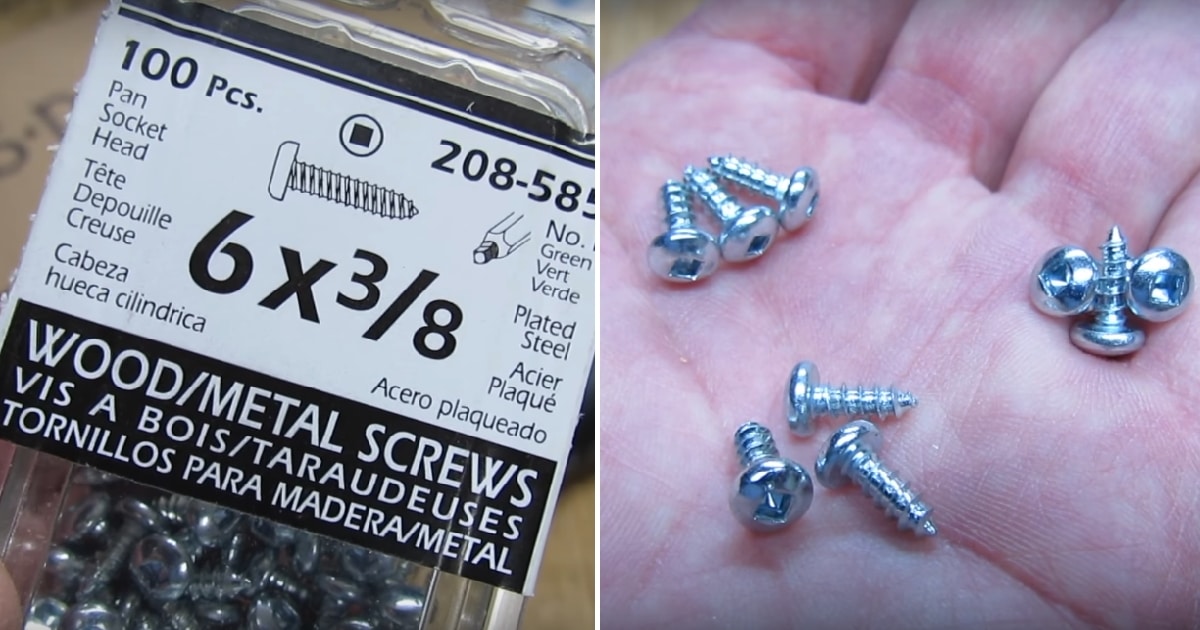 100 Pcs.
Pan
Socket
Head
Tête
Depouille
Creuse
Cabeza
hueca cilindrica
208-585
6x3/8
No.
Green
Vert
Verde
Plated
Steel
Acier
Plaqué
Acero plaqueado
WOOD/METAL SCREWS
VIS A BOIS/TARAUDEUSES
TORNILLOS PARA MADERA/METAL